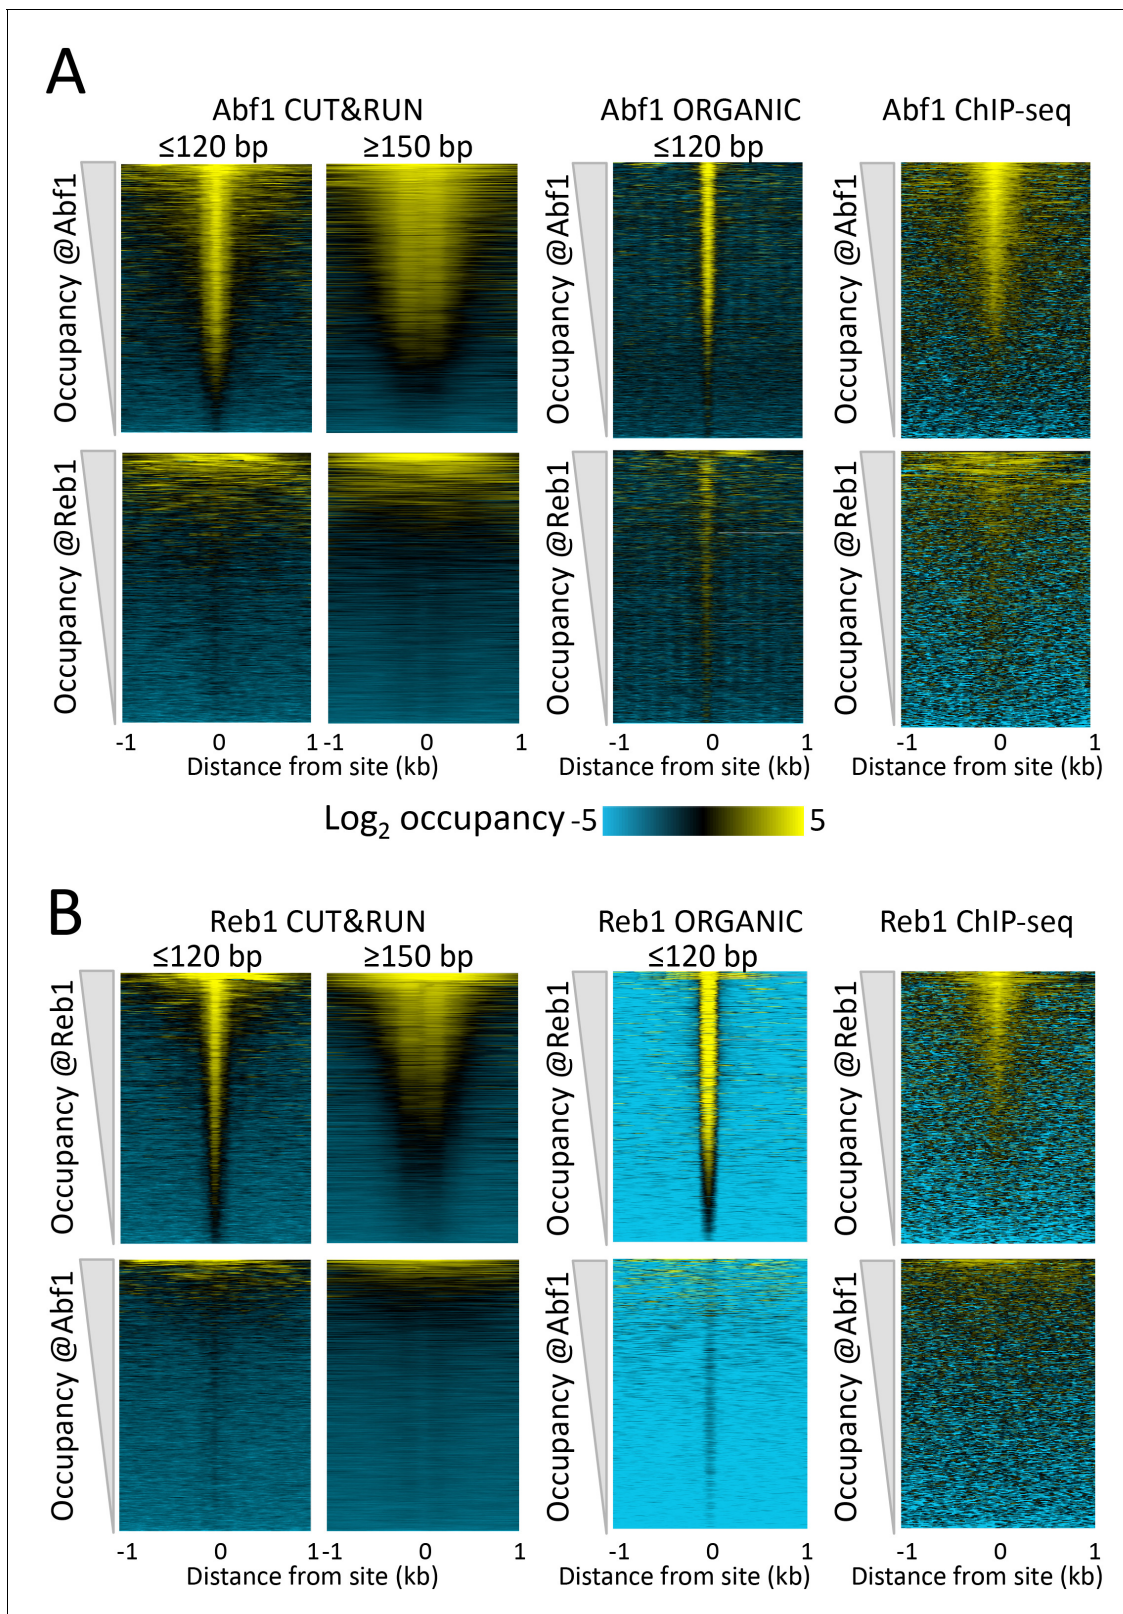 A
Abf1 CUT&RUN
≤120 bp
≥150 bp
Abf1 ORGANIC
≤120 bp
Abf1 ChIP-seq
Occupancy @Abf1
Occupancy @Abf1
Occupancy @Abf1
Occupancy @Reb1
Occupancy @Reb1
Occupancy @Reb1
-1 0 1 -1 0 1
-1 0 1
-1 0 1
Distance from site (kb)
Distance from site (kb)
Distance from site (kb)
Log2 occupancy -5 5
B
Reb1 CUT&RUN
≤120 bp
≥150 bp
Reb1 ORGANIC
≤120 bp
Reb1 ChIP-seq
Occupancy @Reb1
Occupancy @Reb1
Occupancy @Reb1
Occupancy @Abf1
Occupancy @Abf1
Occupancy @Abf1
-1 0 1 -1 0 1
-1 0 1
-1 0 1
Distance from site (kb)
Distance from site (kb)
Distance from site (kb)